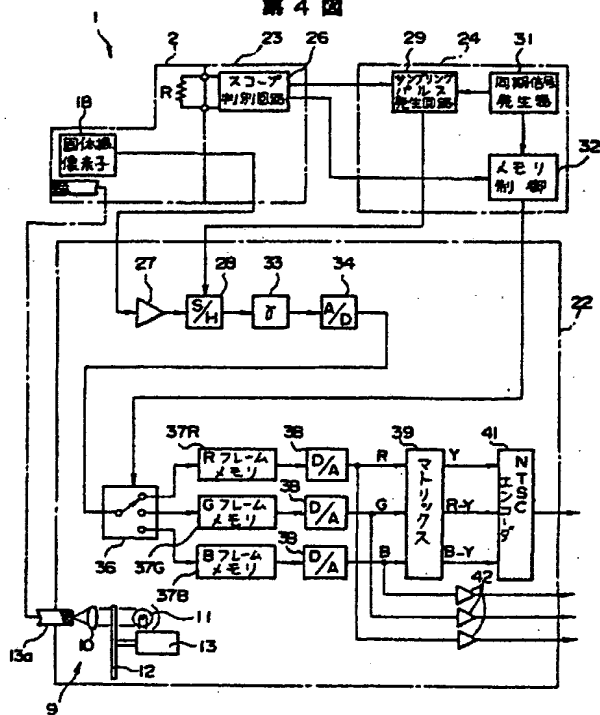 第4図
1
2
23
26
29
24
31
R
スコープ
判別回路
サンプリング
パルス
発生回路
同期信号
発生器
18
固体撮
像素子
メモリ
制御
32
27
28
33
34
22
S/H
γ
A/D
37R
38
39
41
Rフレーム
メモリ
D/A
R
マトリックス
Y
NTSC
エンコーダ
38
Gフレーム
メモリ
D/A
G
R-Y
36
37G
38
Bフレーム
メモリ
D/A
B
B-Y
37B
42
11
13a
10
12
13
9